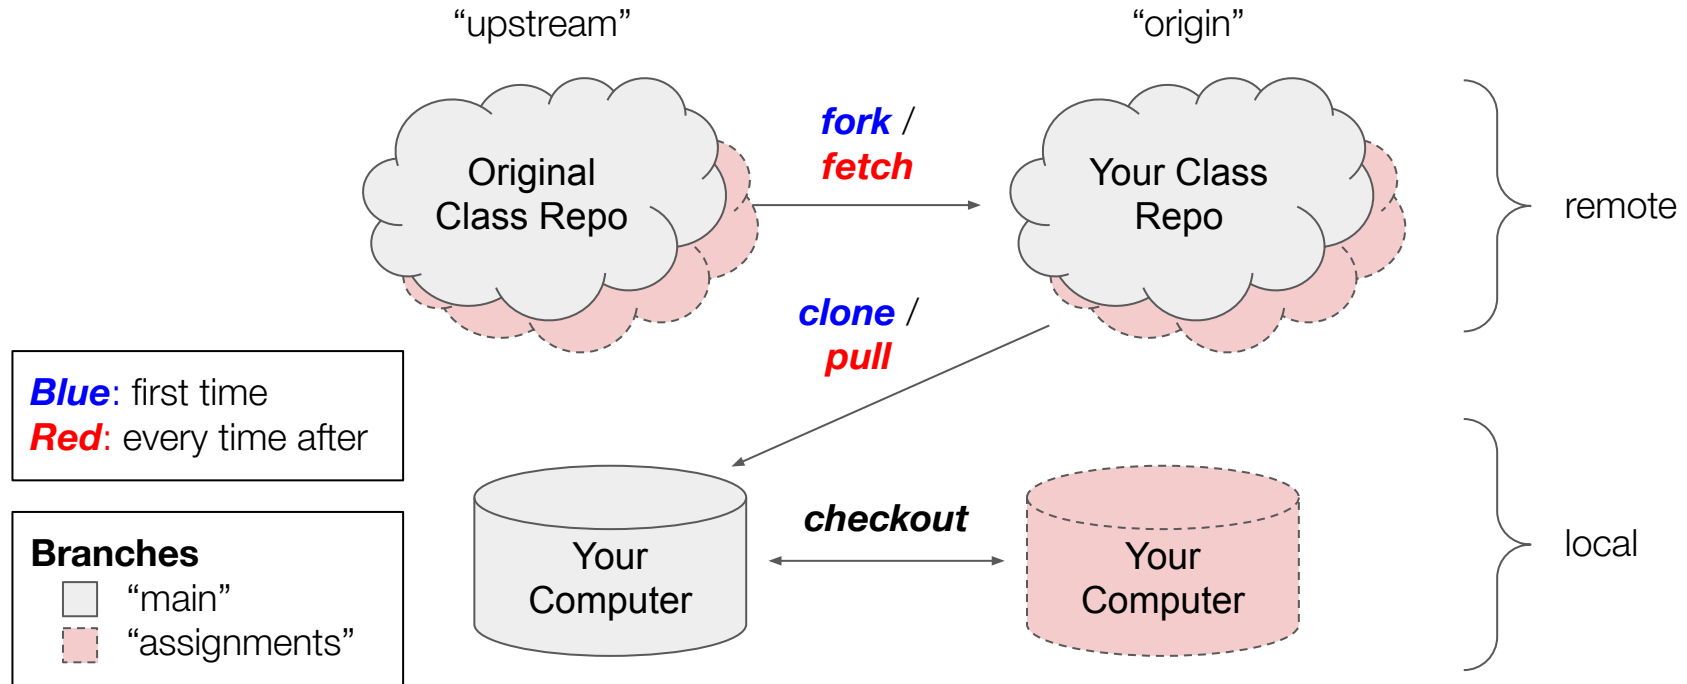 “upstream”
“origin”
fork /
fetch
Original
Class Repo
Your Class
Repo
remote
clone /
pull
Blue: first time
Red: every time after
checkout
Your
Computer
Your
Computer
local
Branches
“main”
“assignments”